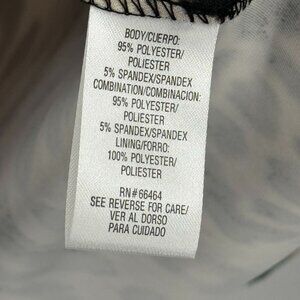 BODY/CUERPO:
95% POLYESTER/
POLIESTER
5% SPANDEX/SPANDEX
COMBINATION/COMBINACION:
95% POLYESTER/
POLIESTER
5% SPANDEX/SPANDEX
LINING/FORRO:
100% POLYESTER/
POLIESTER
RN#66464
SEE REVERSE FOR CARE/
VER AL DORSO
PARA CUIDADO